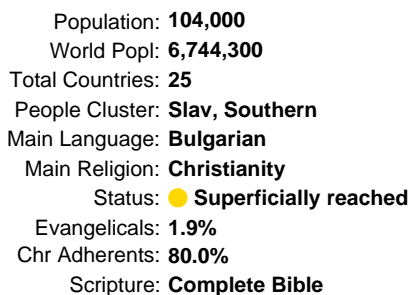 Population: 104,000
World Popl: 6,744,300
Total Countries: 25
People Cluster: Slav, Southern
Main Language: Bulgarian
Main Religion: Christianity
Status: Superficially reached
Evangelicals: 1.9%
Chr Adherents: 80.0%
Scripture: Complete Bible